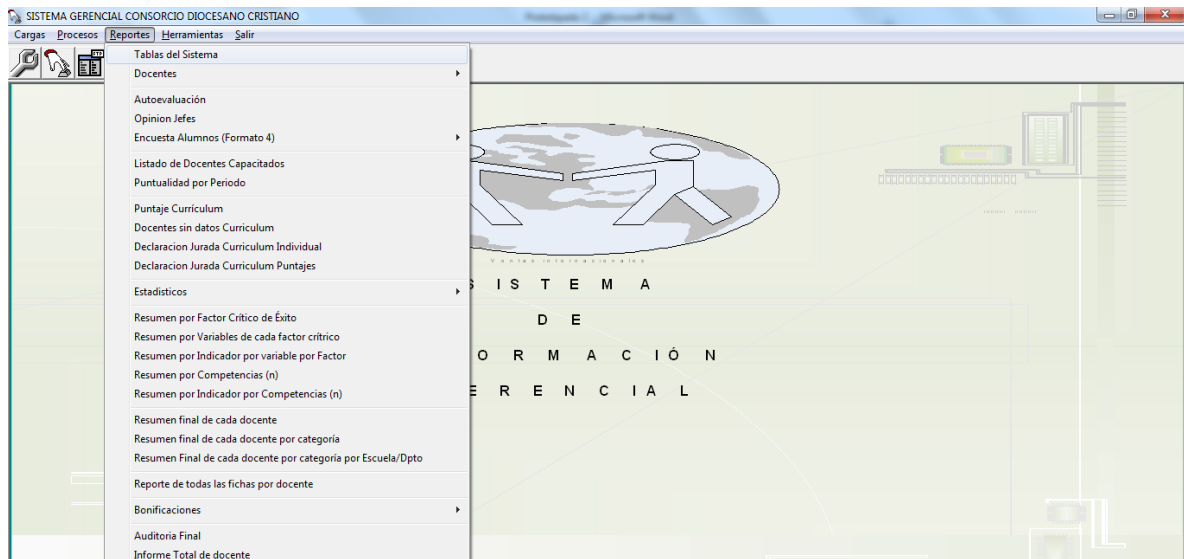 SISTEMA GERENCIAL CONSORCIO DIOCESANO CRISTIANO
Cargas Procesos Reportes Herramientas Salir
Tablas del Sistema
Docentes
Autoevaluación
Opinion Jefes
Encuesta Alumnos (Formato 4)
Listado de Docentes Capacitados
Puntualidad por Periodo
Puntaje Currículum
Docentes sin datos Curriculum
Declaracion Jurada Curriculum Individual
Declaracion Jurada Curriculum Puntajes
Estadisticos
Resumen por Factor Crítico de Éxito
Resumen por Variables de cada factor crítrico
Resumen por Indicador por variable por Factor
Resumen por Competencias (n)
Resumen por Indicador por Competencias (n)
Resumen final de cada docente
Resumen final de cada docente por categoría
Resumen Final de cada docente por categoría por Escuela/Dpto
Reporte de todas las fichas por docente
Bonificaciones
Auditoria Final
Informe Total de docente
Ventas internacionales
S I S T E M A
D E
O R M A C I Ó N
E R E N C I A L